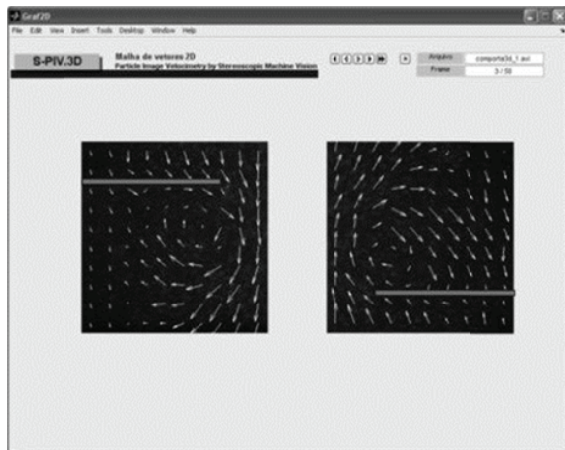 Graf2D
File Edit View Insert Tools Desktop Window Help
S-PIV.3D
Malha de vetores 2D
Particle Image Velocimetry by Stereoscopic Machine Vision
Arquivo comporta3d_1.avi
Frame 3 / 50